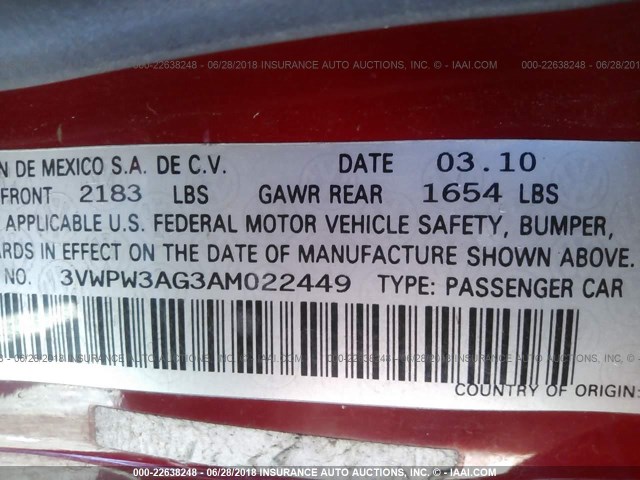 000-22638248 - 06/28/2018 INSURANCE AUTO AUCTIONS, INC. - © - IAAI.COM
N DE MEXICO S.A. DE C.V. DATE 03.10
FRONT 2183 LBS GAWR REAR 1654 LBS
APPLICABLE U.S. FEDERAL MOTOR VEHICLE SAFETY, BUMPER,
ARDS IN EFFECT ON THE DATE OF MANUFACTURE SHOWN ABOVE.
NO. 3VWPW3AG3AM022449 TYPE: PASSENGER CAR
COUNTRY OF ORIGIN:
000-22638248 - 06/28/2018 INSURANCE AUTO AUCTIONS, INC. - © - IAAI.COM